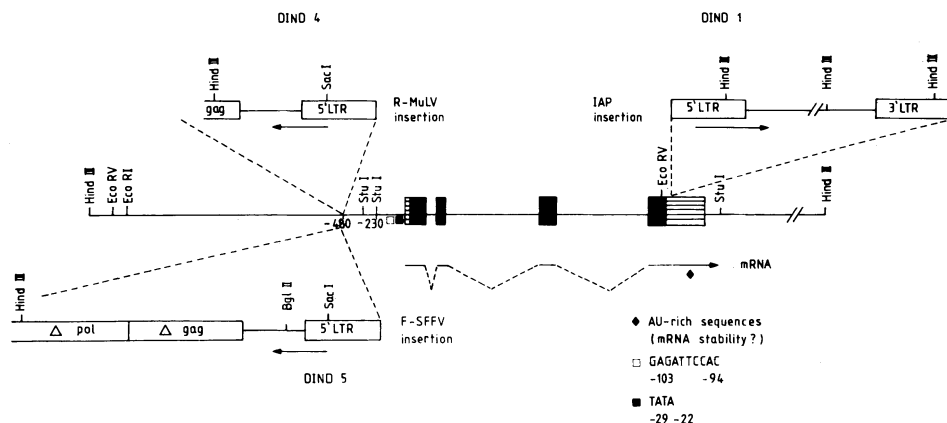 DIND 4
DIND 1
Hind III
Sac I
gag
5'LTR
R-MuLV
insertion
IAP
insertion
Hind III
Hind III
Hind III
5'LTR
3'LTR
Hind III
Eco RV
Eco RI
Stu I
Stu I
Eco RV
Stu I
Hind III
-480
-230
mRNA
Hind III
Bgl II
Sac I
△ pol
△ gag
5'LTR
F-SFFV
insertion
DIND 5
◆ AU-rich sequences
(mRNA stability?)
□ GAGATTCCAC
-103 -94
■ TATA
-29 -22